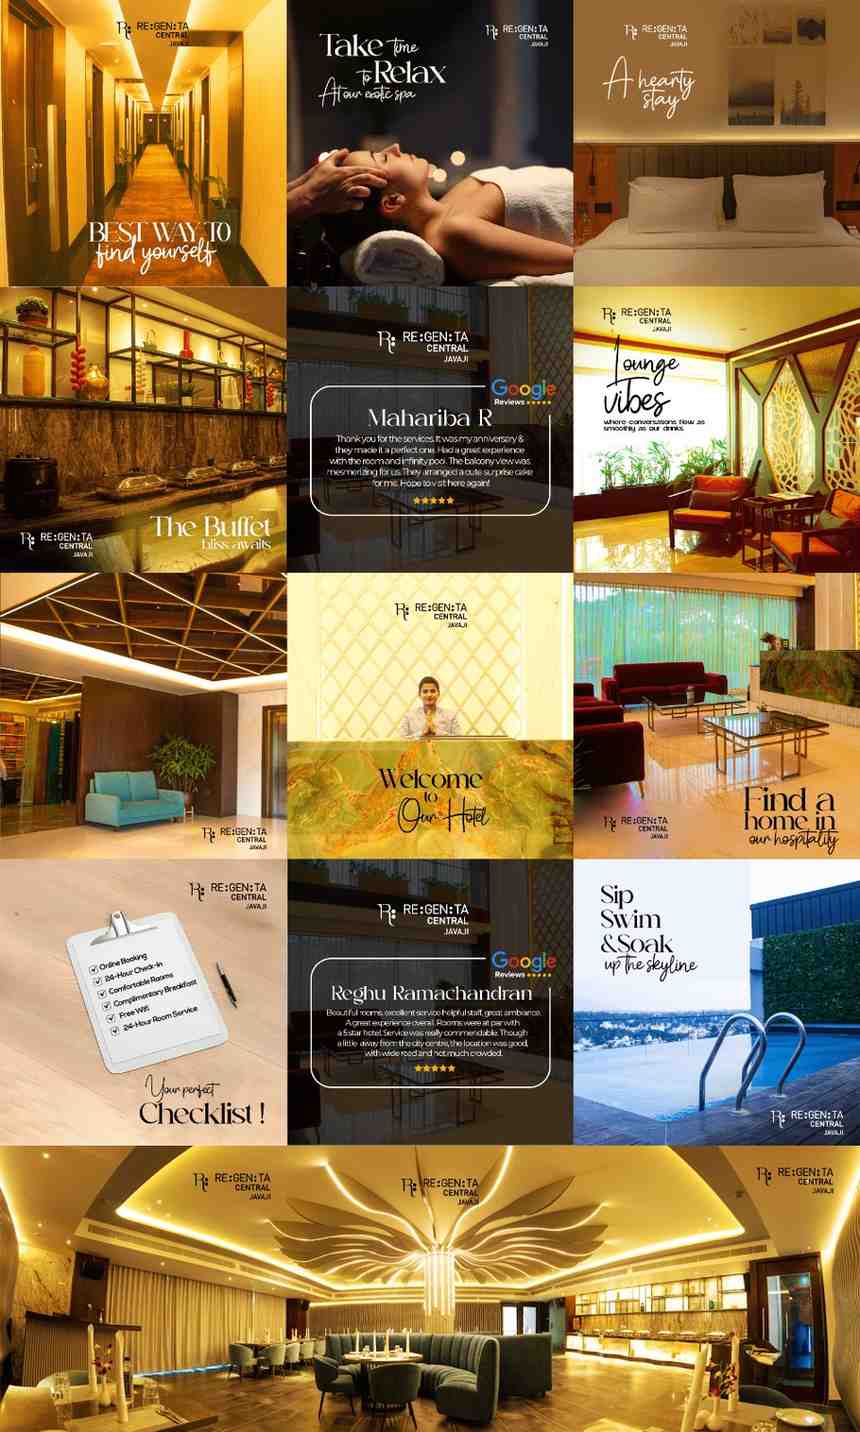 RE:GEN:TA
CENTRAL
JAVAJI
BEST WAY TO
find yourself
Take time
to Relax
At our exotic spa
RE:GEN:TA
CENTRAL
JAVAJI
RE:GEN:TA
CENTRAL
JAVAJI
A hearty
stay
RE:GEN:TA
CENTRAL
JAVAJI
The Buffet
bliss awaits
RE:GEN:TA
CENTRAL
JAVAJI
Google
Reviews
Mahariba R
Thank you for the services. It was my anniversary &
they made it a perfect one. Had a great experience
with the room and infinity pool. The balcony view was
mesmerizing for us. They arranged a cute surprise cake
for me. Hope to visit here again!
RE:GEN:TA
CENTRAL
JAVAJI
Lounge
vibes
where conversations flow as
smoothly as our drinks.
RE:GEN:TA
CENTRAL
JAVAJI
RE:GEN:TA
CENTRAL
JAVAJI
Welcome
to
Our Hotel
RE:GEN:TA
CENTRAL
JAVAJI
Find a
home in
our hospitality
RE:GEN:TA
CENTRAL
JAVAJI
Online Booking
24-Hour Check-in
Comfortable Rooms
Complimentary Breakfast
Free Wifi
24-Hour Room Service
Your perfect
Checklist !
RE:GEN:TA
CENTRAL
JAVAJI
Google
Reviews
Reghu Ramachandran
Beautiful rooms, excellent service helpful staff, great ambiance.
A great experience overall. Rooms were at par with
a 5 star hotel. Service was really commendable. Though
a little away from the city centre, the location was good,
with wide road and not much crowded.
Sip
Swim
&Soak
up the skyline
RE:GEN:TA
CENTRAL
JAVAJI
RE:GEN:TA
CENTRAL
JAVAJI
RE:GEN:TA
CENTRAL
JAVAJI
RE:GEN:TA
CENTRAL
JAVAJI